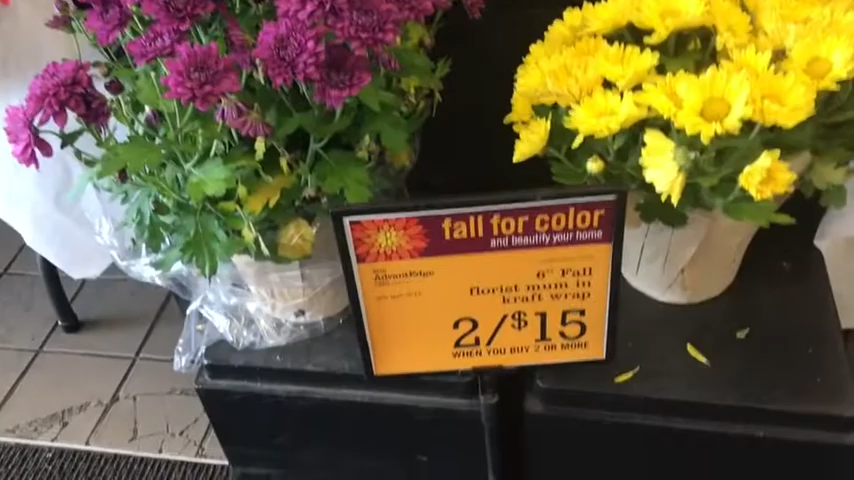 fall for color
and beautify your home
AdvantEdge
6" Fall
florist mum in
kraft wrap
2/$15
WHEN YOU BUY 2 OR MORE